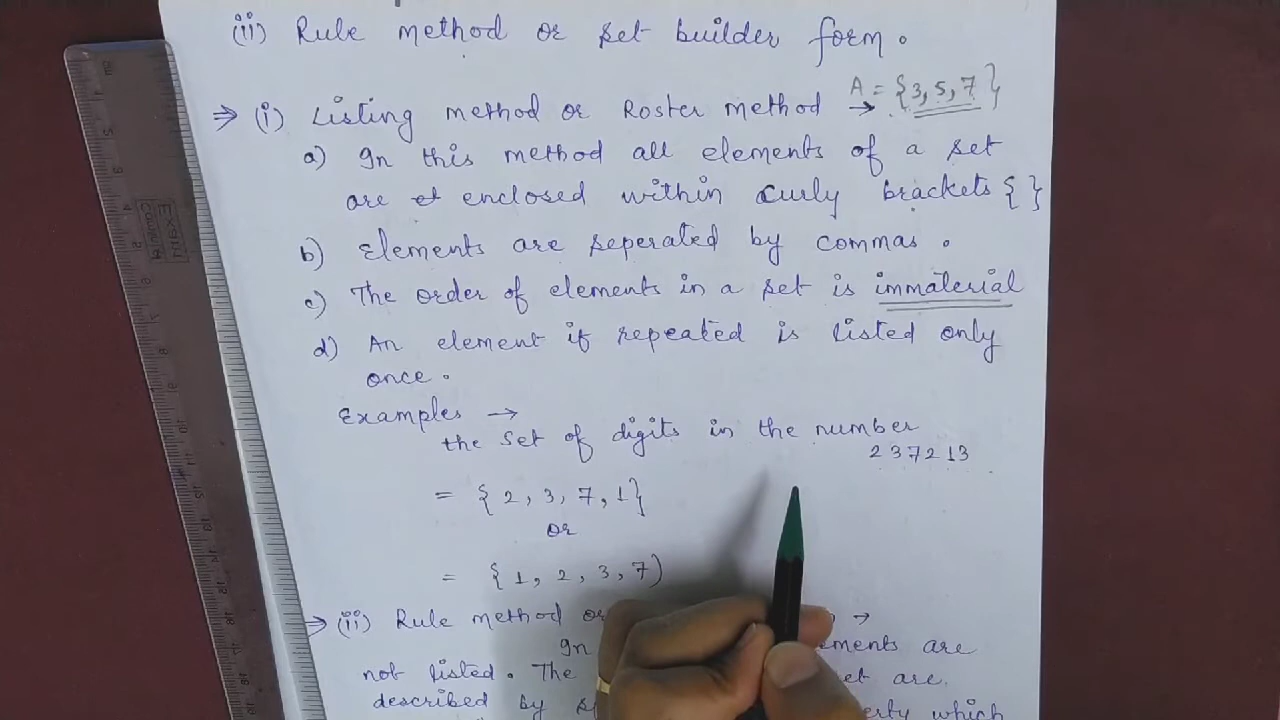 (ii) Rule method or set builder form.
⇒ (i) Listing method or Roster method → A = {3, 5, 7}
a) In this method all elements of a set
are enclosed within curly brackets { }
b) Elements are seperated by commas.
c) The order of elements in a set is immaterial
d) An element if repeated is listed only
once.
Examples →
the set of digits in the number
237213
= { 2, 3, 7, 1}
or
= { 1, 2, 3, 7)
⇒ (ii) Rule method or →
In ements are
not listed. The et are
described by erty which